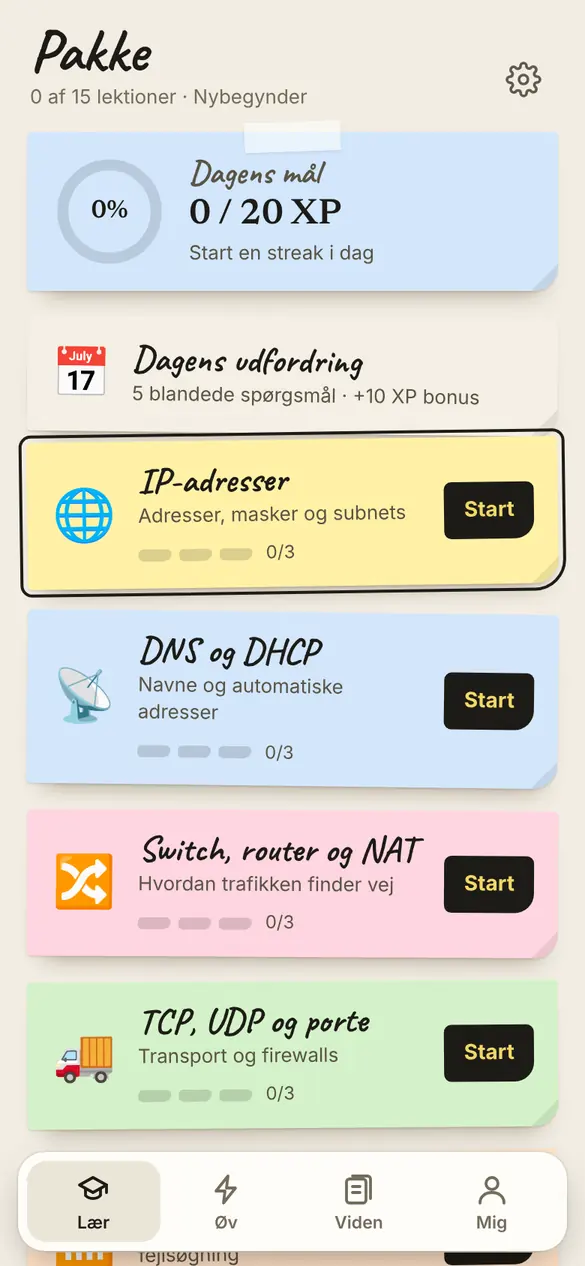 Pakke
0 af 15 lektioner · Nybegynder
0%
Dagens mål
0 / 20 XP
Start en streak i dag
July
17
Dagens udfordring
5 blandede spørgsmål · +10 XP bonus
IP-adresser
Adresser, masker og subnets
0/3
Start
DNS og DHCP
Navne og automatiske
adresser
0/3
Start
Switch, router og NAT
Hvordan trafikken finder vej
0/3
Start
TCP, UDP og porte
Transport og firewalls
0/3
Start
Lær
Øv
Viden
Mig
fejlsøgning